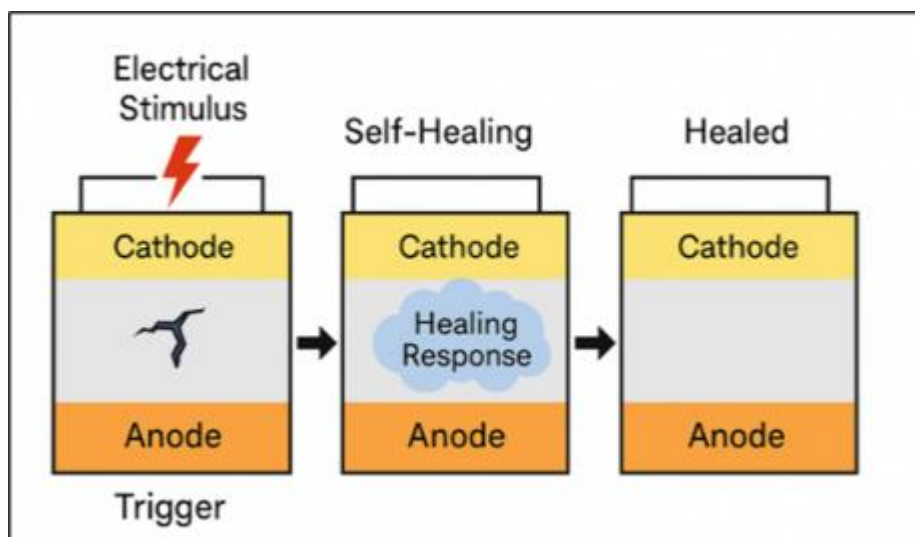 Electrical
Stimulus
Cathode
Anode
Trigger
Self-Healing
Cathode
Healing
Response
Anode
Healed
Cathode
Anode